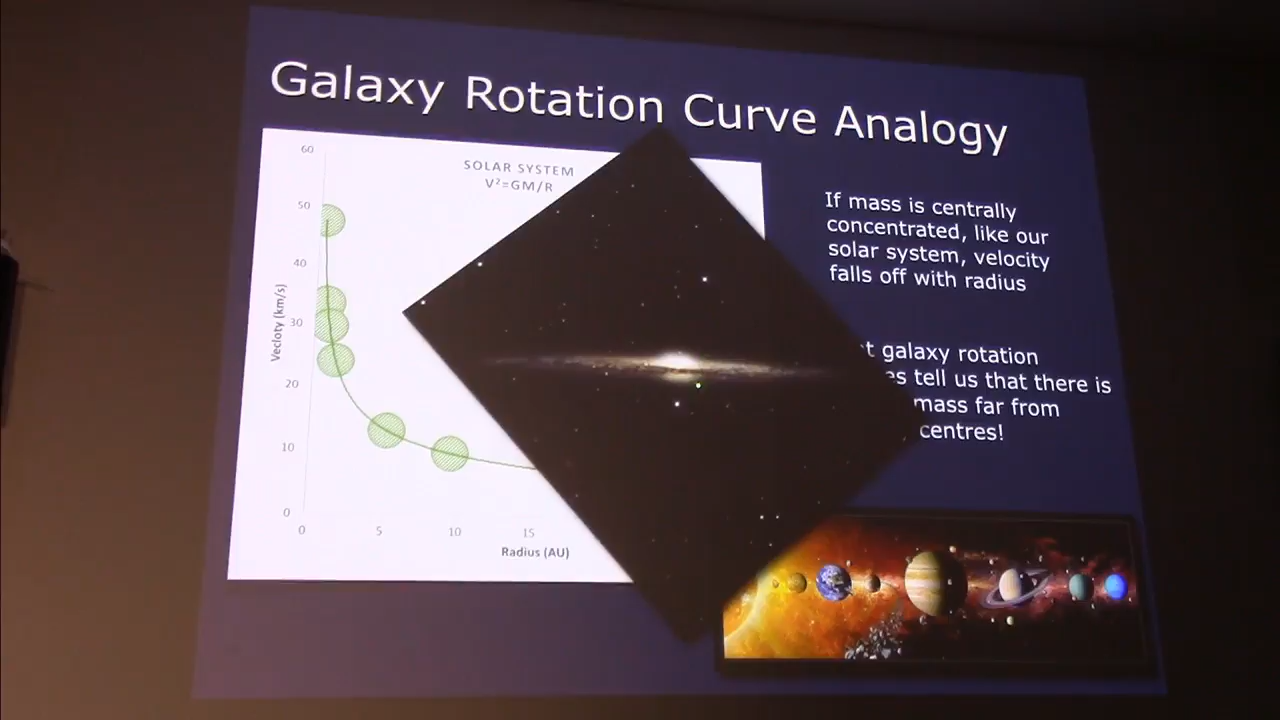 Galaxy Rotation Curve Analogy
SOLAR SYSTEM
V²=GM/R
60
50
40
30
20
10
0
Vecloty (km/s)
0 5 10 15
Radius (AU)
If mass is centrally
concentrated, like our
solar system, velocity
falls off with radius
galaxy rotation
tell us that there is
mass far from
centres!